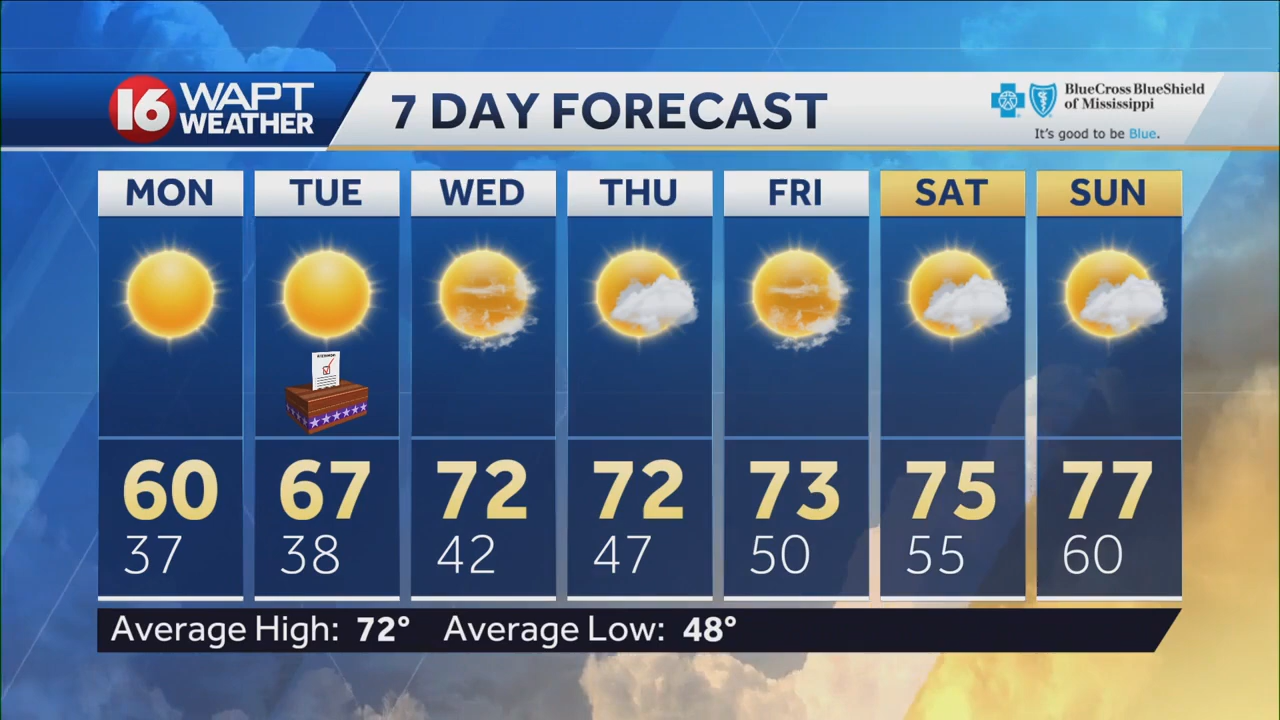 16 WAPT
WEATHER
7 DAY FORECAST
BlueCross BlueShield
of Mississippi
It's good to be Blue.
MON TUE WED THU FRI SAT SUN
60 67 72 72 73 75 77
37 38 42 47 50 55 60
Average High: 72° Average Low: 48°